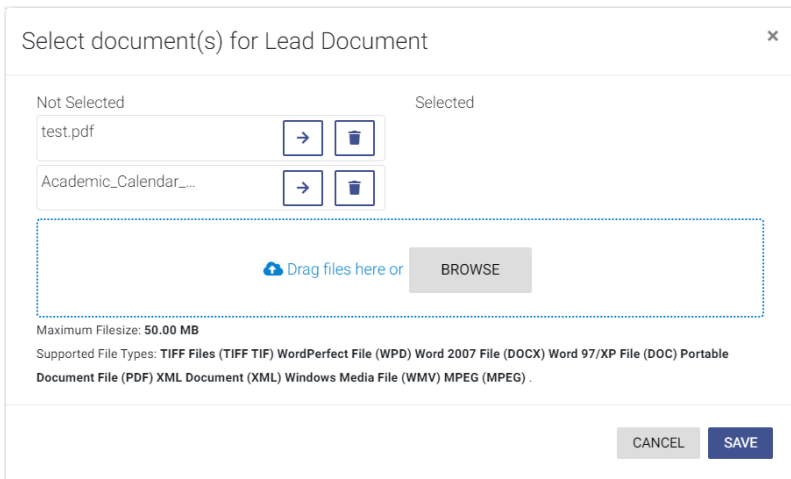 Select document(s) for Lead Document
×
Not Selected
Selected
test.pdf
Academic_Calendar_...
Drag files here or BROWSE
Maximum Filesize: 50.00 MB
Supported File Types: TIFF Files (TIFF TIF) WordPerfect File (WPD) Word 2007 File (DOCX) Word 97/XP File (DOC) Portable
Document File (PDF) XML Document (XML) Windows Media File (WMV) MPEG (MPEG) .
CANCEL SAVE